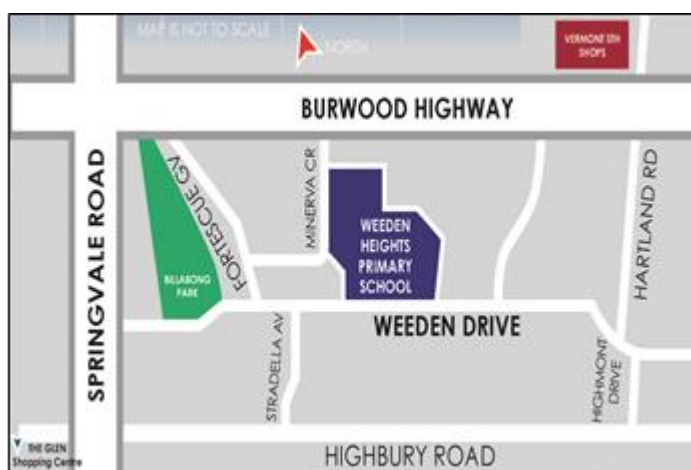 MAP IS NOT TO SCALE
NORTH
VERMONT STH
SHOPS
BURWOOD HIGHWAY
SPRINGVALE ROAD
FORTESCUE GV
MINERVA CR
HARTLAND RD
WEEDEN
HEIGHTS
PRIMARY
SCHOOL
BILLABONG
PARK
WEEDEN DRIVE
STRADELLA AV
HIGHMONT
DRIVE
THE GLEN
Shopping Centre
HIGHBURY ROAD